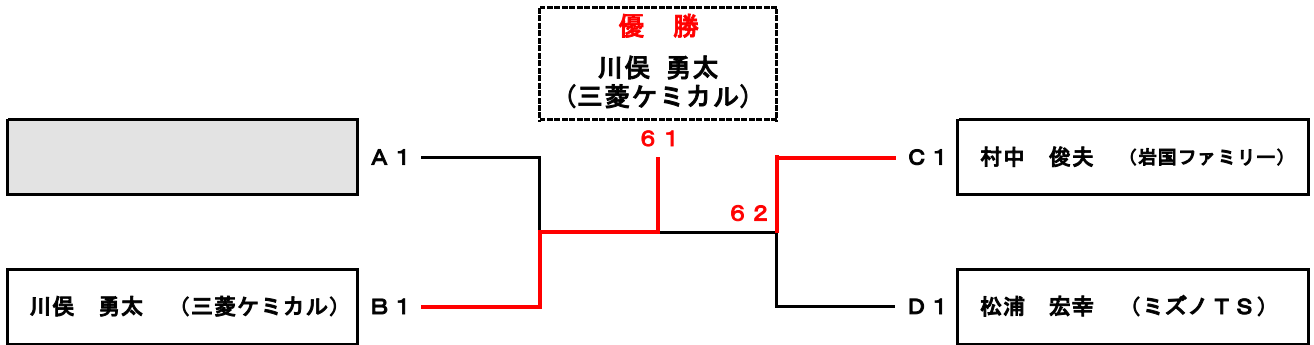 優　勝
川俣 勇太
（三菱ケミカル）
６１
Ａ１
Ｃ１
村中　俊夫　（岩国ファミリー）
６２
川俣　勇太　（三菱ケミカル）
Ｂ１
Ｄ１
松浦　宏幸　（ミズノＴＳ）